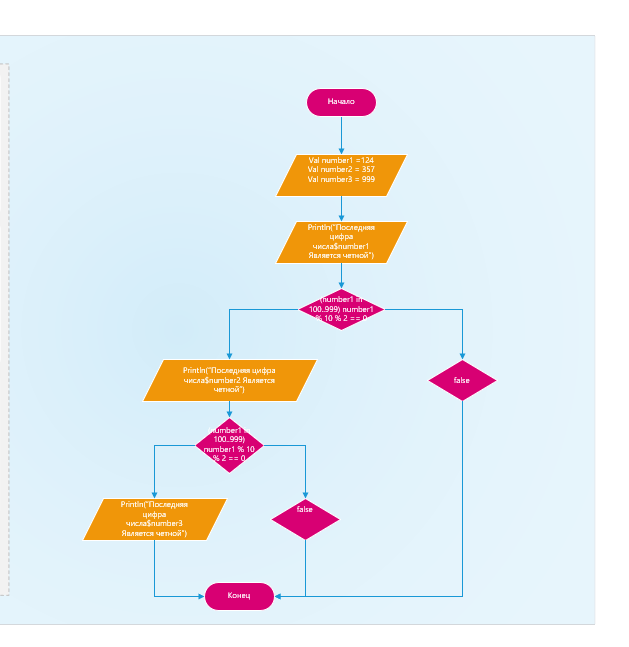 Начало
Val number1 =124
Val number2 = 357
Val number3 = 999
Println("Последняя
цифра
числа$number1
Является четной")
(number1 in
100..999) number1
% 10 % 2 == 0
Println("Последняя цифра
числа$number2 Является
четной")
false
(number1 in
100..999)
number1 % 10
% 2 == 0
Println("Последняя
цифра
числа$number3
Является четной")
false
Конец